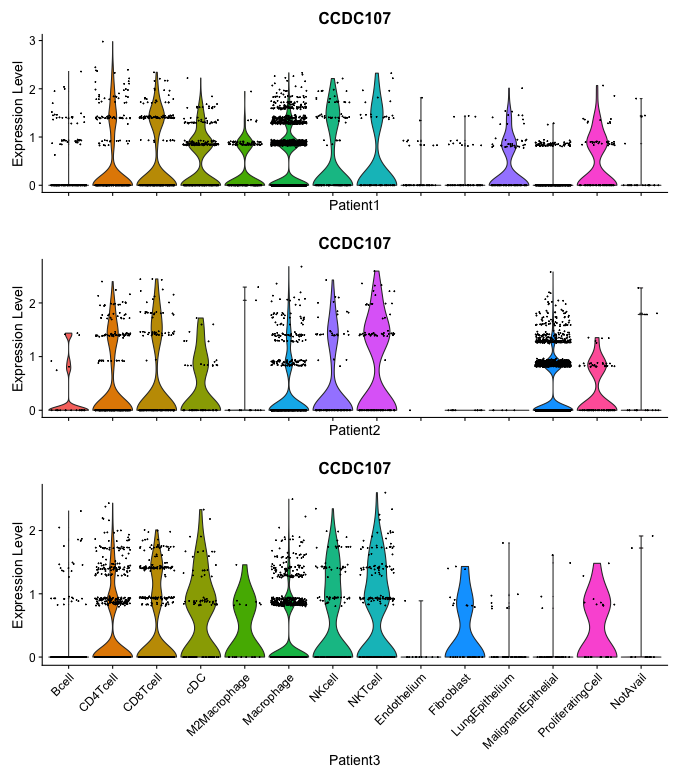 CCDC107
Expression Level
3
2
1
0
Patient1
CCDC107
Expression Level
2
1
0
Patient2
CCDC107
Expression Level
2
1
0
Bcell
CD4Tcell
CD8Tcell
cDC
M2Macrophage
Macrophage
NKcell
NKTcell
Endothelium
Fibroblast
LungEpithelium
MalignantEpithelial
ProliferatingCell
NotAvail
Patient3